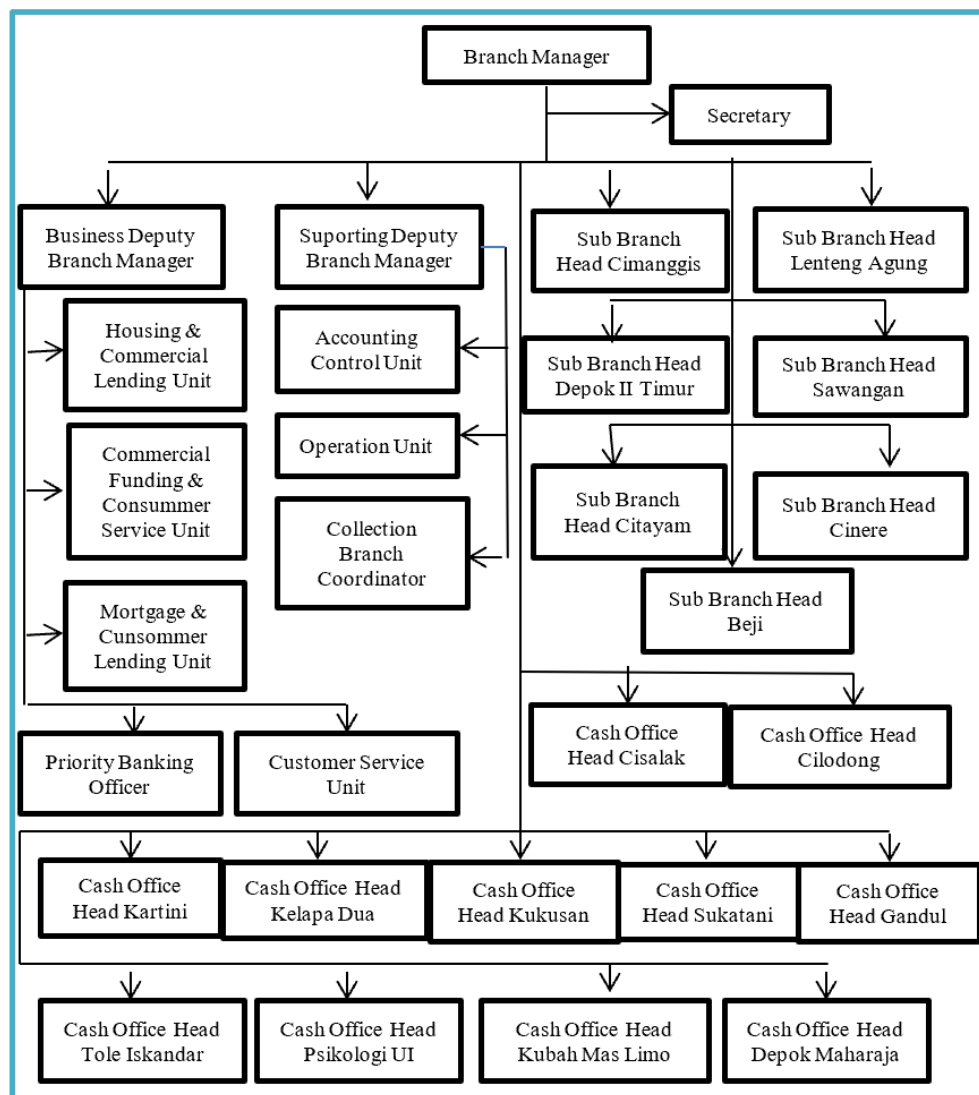 Branch Manager
Secretary
Business Deputy
Branch Manager
Suporting Deputy
Branch Manager
Sub Branch
Head Cimanggis
Sub Branch Head
Lenteng Agung
Housing &
Commercial
Lending Unit
Accounting
Control Unit
Sub Branch Head
Depok II Timur
Sub Branch Head
Sawangan
Commercial
Funding &
Consummer
Service Unit
Operation Unit
Sub Branch
Head Citayam
Sub Branch Head
Cinere
Collection
Branch
Coordinator
Sub Branch Head
Beji
Mortgage &
Cunsommer
Lending Unit
Priority Banking
Officer
Customer Service
Unit
Cash Office
Head Cisalak
Cash Office Head
Cilodong
Cash Office
Head Kartini
Cash Office Head
Kelapa Dua
Cash Office
Head Kukusan
Cash Office
Head Sukatani
Cash Office
Head Gandul
Cash Office Head
Tole Iskandar
Cash Office Head
Psikologi UI
Cash Office Head
Kubah Mas Limo
Cash Office Head
Depok Maharaja